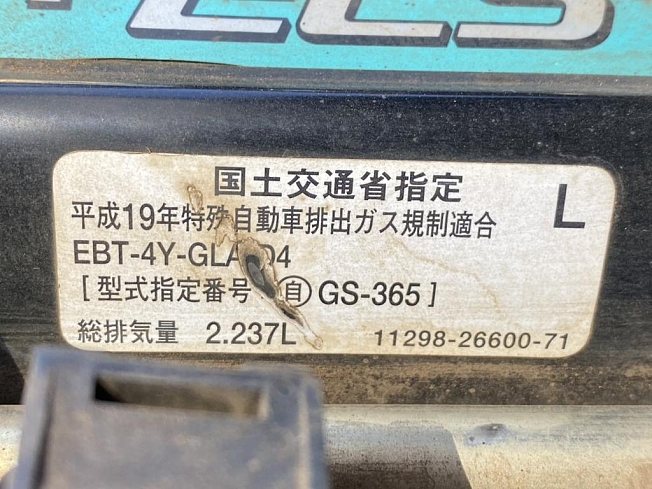 国土交通省指定
L
平成19年特殊自動車排出ガス規制適合
EBT-4Y-GLA
[型式指定番号 自 GS-365]
総排気量 2.237L
11298-26600-71